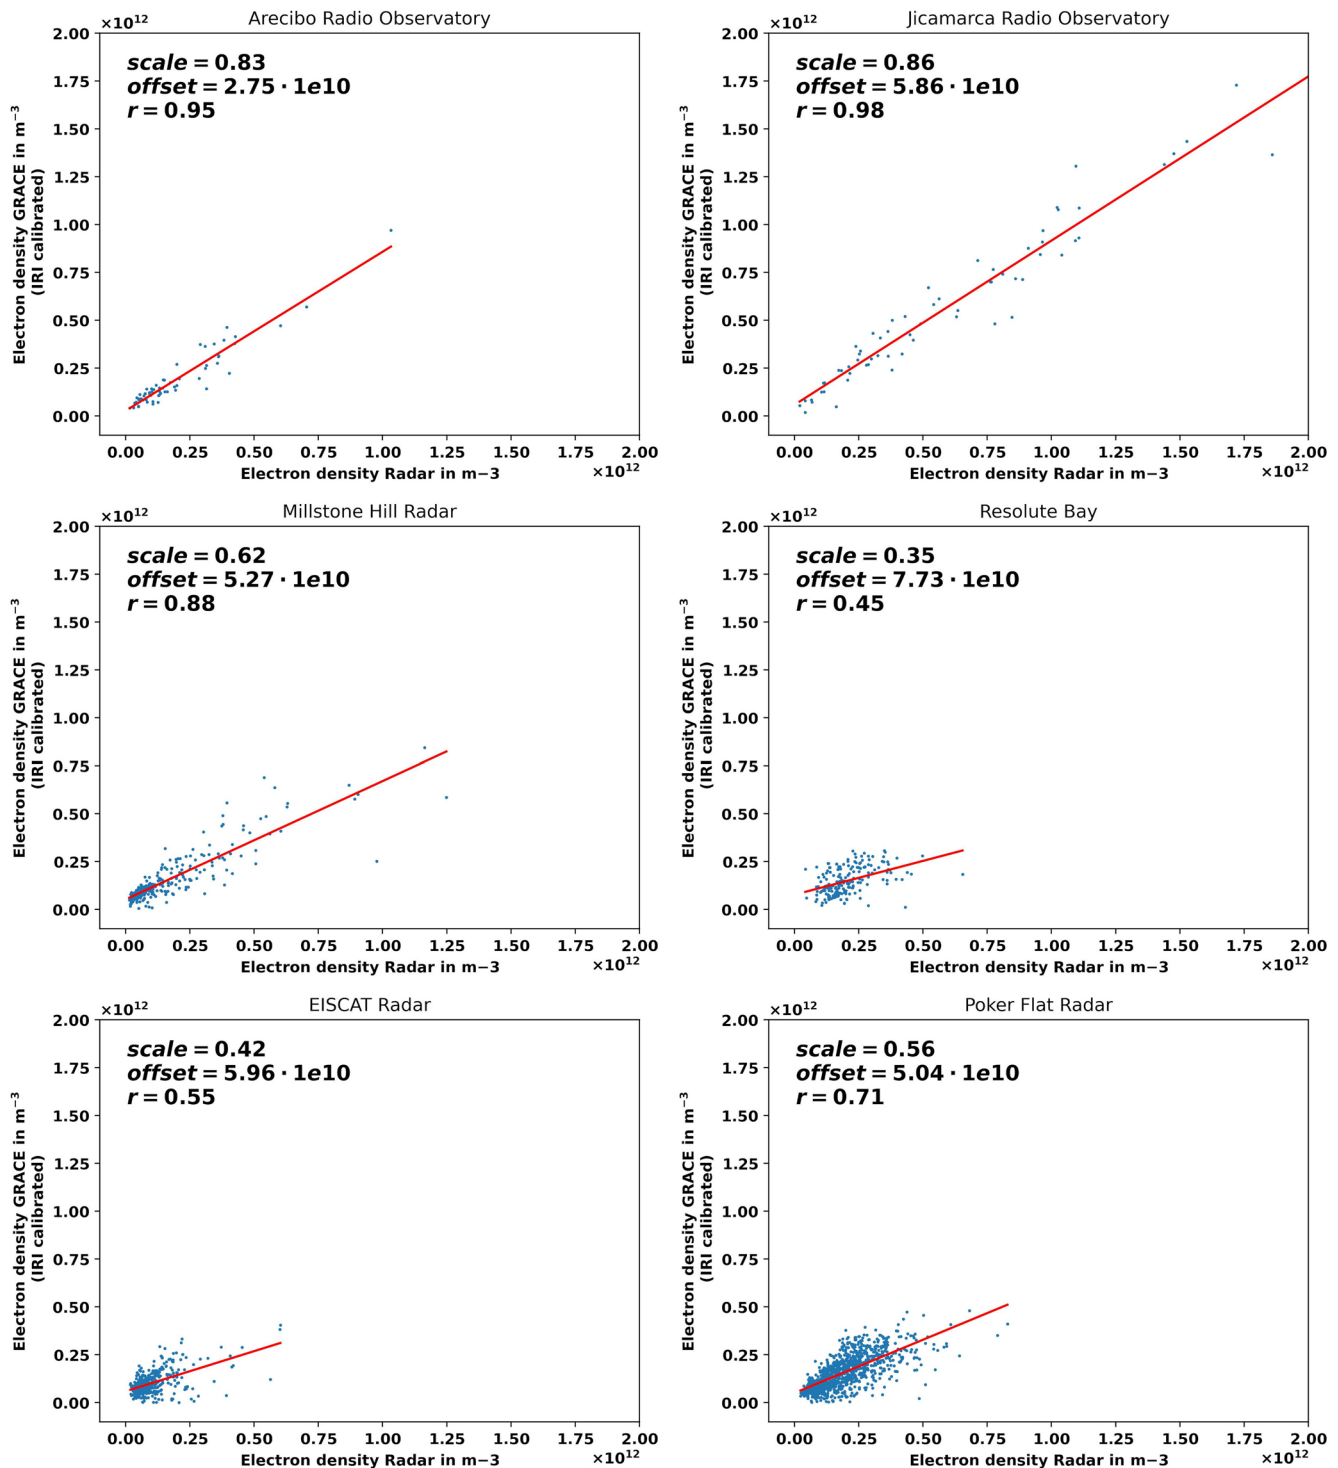 Arecibo Radio Observatory
×10¹²
2.00
1.75
1.50
1.25
1.00
0.75
0.50
0.25
0.00
Electron density GRACE in m⁻³
(IRI calibrated)
scale = 0.83
offset = 2.75 · 1e10
r = 0.95
0.00 0.25 0.50 0.75 1.00 1.25 1.50 1.75 2.00
Electron density Radar in m−3
×10¹²
Jicamarca Radio Observatory
×10¹²
2.00
1.75
1.50
1.25
1.00
0.75
0.50
0.25
0.00
Electron density GRACE in m⁻³
(IRI calibrated)
scale = 0.86
offset = 5.86 · 1e10
r = 0.98
0.00 0.25 0.50 0.75 1.00 1.25 1.50 1.75 2.00
Electron density Radar in m−3
×10¹²
Millstone Hill Radar
×10¹²
2.00
1.75
1.50
1.25
1.00
0.75
0.50
0.25
0.00
Electron density GRACE in m⁻³
(IRI calibrated)
scale = 0.62
offset = 5.27 · 1e10
r = 0.88
0.00 0.25 0.50 0.75 1.00 1.25 1.50 1.75 2.00
Electron density Radar in m−3
×10¹²
Resolute Bay
×10¹²
2.00
1.75
1.50
1.25
1.00
0.75
0.50
0.25
0.00
Electron density GRACE in m⁻³
(IRI calibrated)
scale = 0.35
offset = 7.73 · 1e10
r = 0.45
0.00 0.25 0.50 0.75 1.00 1.25 1.50 1.75 2.00
Electron density Radar in m−3
×10¹²
EISCAT Radar
×10¹²
2.00
1.75
1.50
1.25
1.00
0.75
0.50
0.25
0.00
Electron density GRACE in m⁻³
(IRI calibrated)
scale = 0.42
offset = 5.96 · 1e10
r = 0.55
0.00 0.25 0.50 0.75 1.00 1.25 1.50 1.75 2.00
Electron density Radar in m−3
×10¹²
Poker Flat Radar
×10¹²
2.00
1.75
1.50
1.25
1.00
0.75
0.50
0.25
0.00
Electron density GRACE in m⁻³
(IRI calibrated)
scale = 0.56
offset = 5.04 · 1e10
r = 0.71
0.00 0.25 0.50 0.75 1.00 1.25 1.50 1.75 2.00
Electron density Radar in m−3
×10¹²